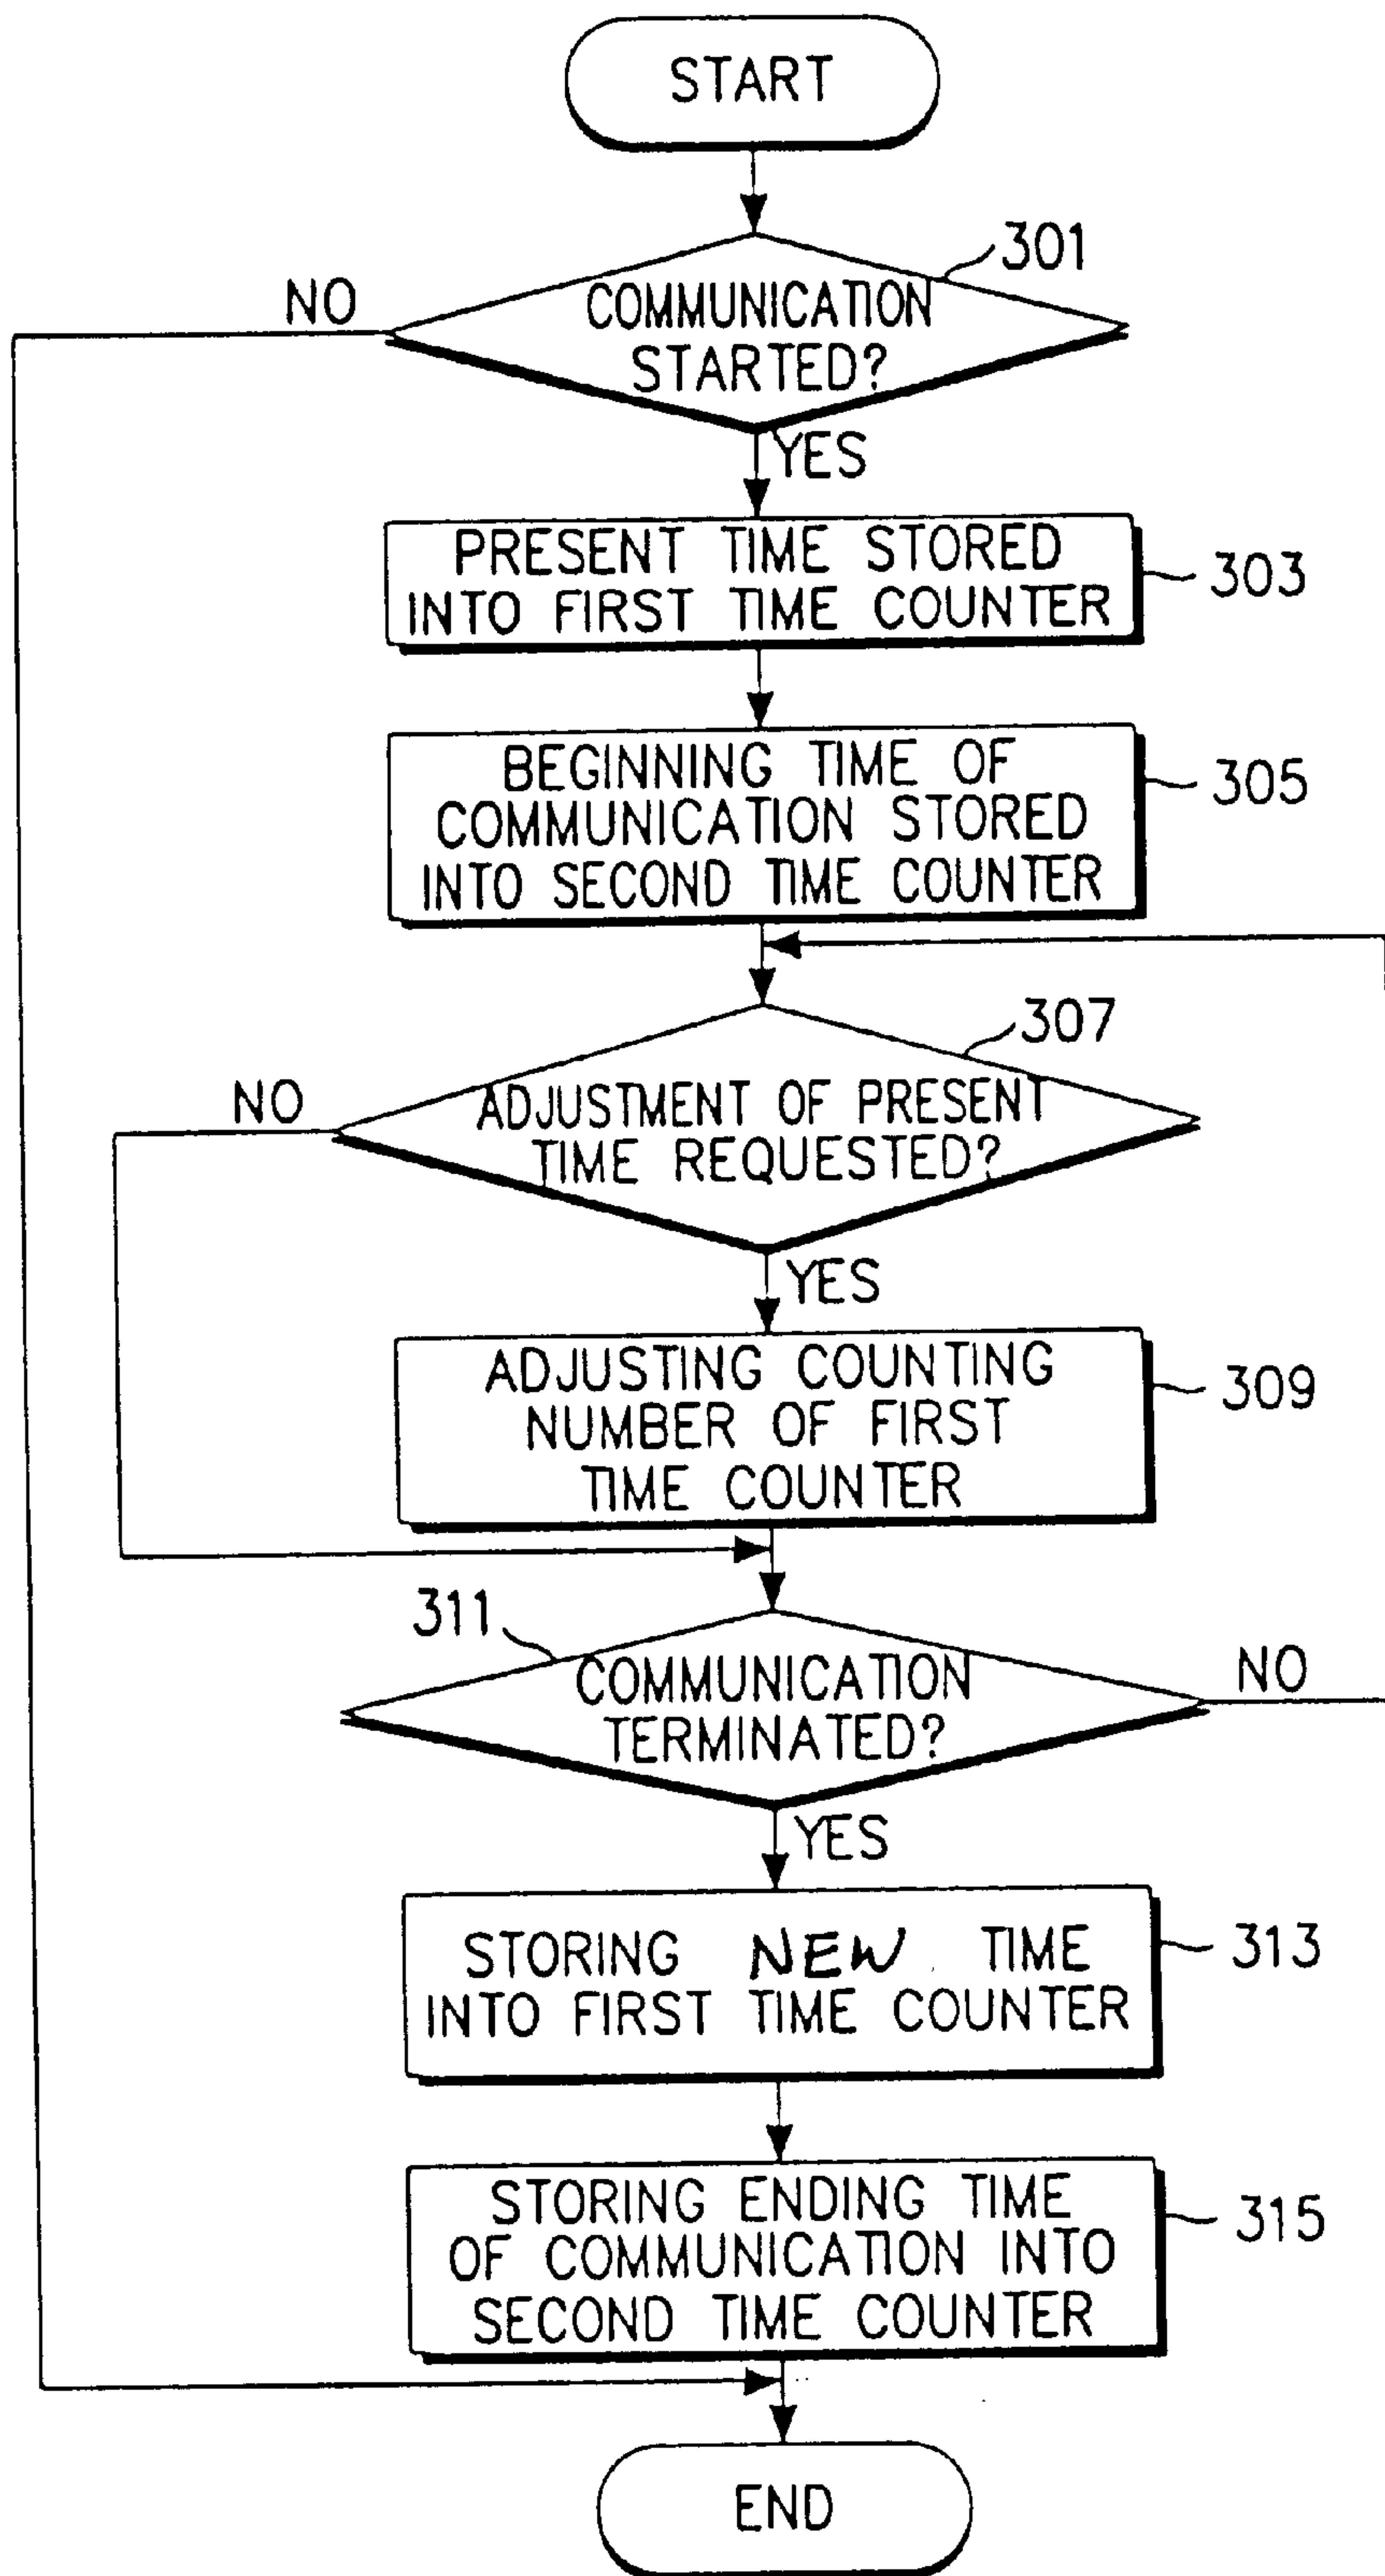 START
301
NO
COMMUNICATION
STARTED?
YES
PRESENT TIME STORED
INTO FIRST TIME COUNTER
303
BEGINNING TIME OF
COMMUNICATION STORED
INTO SECOND TIME COUNTER
305
307
NO
ADJUSTMENT OF PRESENT
TIME REQUESTED?
YES
ADJUSTING COUNTING
NUMBER OF FIRST
TIME COUNTER
309
311
COMMUNICATION
TERMINATED?
NO
YES
STORING NEW TIME
INTO FIRST TIME COUNTER
313
STORING ENDING TIME
OF COMMUNICATION INTO
SECOND TIME COUNTER
315
END